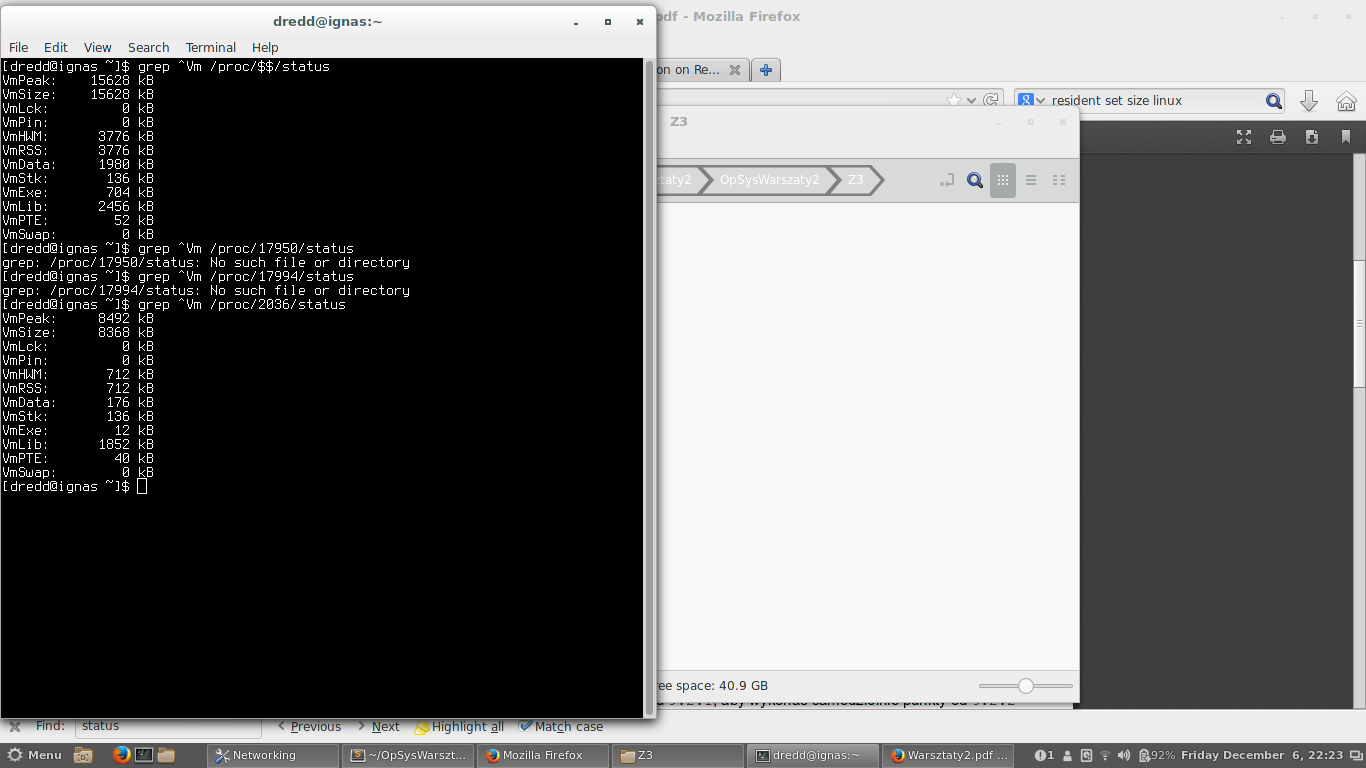 dredd@ignas:~
File Edit View Search Terminal Help
[dredd@ignas ~]$ grep ^Vm /proc/$$/status
VmPeak: 15628 kB
VmSize: 15628 kB
VmLck: 0 kB
VmPin: 0 kB
VmHWM: 3776 kB
VmRSS: 3776 kB
VmData: 1980 kB
VmStk: 136 kB
VmExe: 704 kB
VmLib: 2456 kB
VmPTE: 52 kB
VmSwap: 0 kB
[dredd@ignas ~]$ grep ^Vm /proc/17950/status
grep: /proc/17950/status: No such file or directory
[dredd@ignas ~]$ grep ^Vm /proc/17994/status
grep: /proc/17994/status: No such file or directory
[dredd@ignas ~]$ grep ^Vm /proc/2036/status
VmPeak: 8492 kB
VmSize: 8368 kB
VmLck: 0 kB
VmPin: 0 kB
VmHWM: 712 kB
VmRSS: 712 kB
VmData: 176 kB
VmStk: 136 kB
VmExe: 12 kB
VmLib: 1852 kB
VmPTE: 40 kB
VmSwap: 0 kB
[dredd@ignas ~]$
df - Mozilla Firefox
on on Re...
resident set size linux
Z3
ztaty2 OpSysWarszaty2 Z3
ee space: 40.9 GB
Find: status Previous Next Highlight all Match case
Menu Networking ~/OpSysWarszt... Mozilla Firefox Z3 dredd@ignas:~ Warsztaty2.pdf ... 1 92% Friday December 6, 22:23